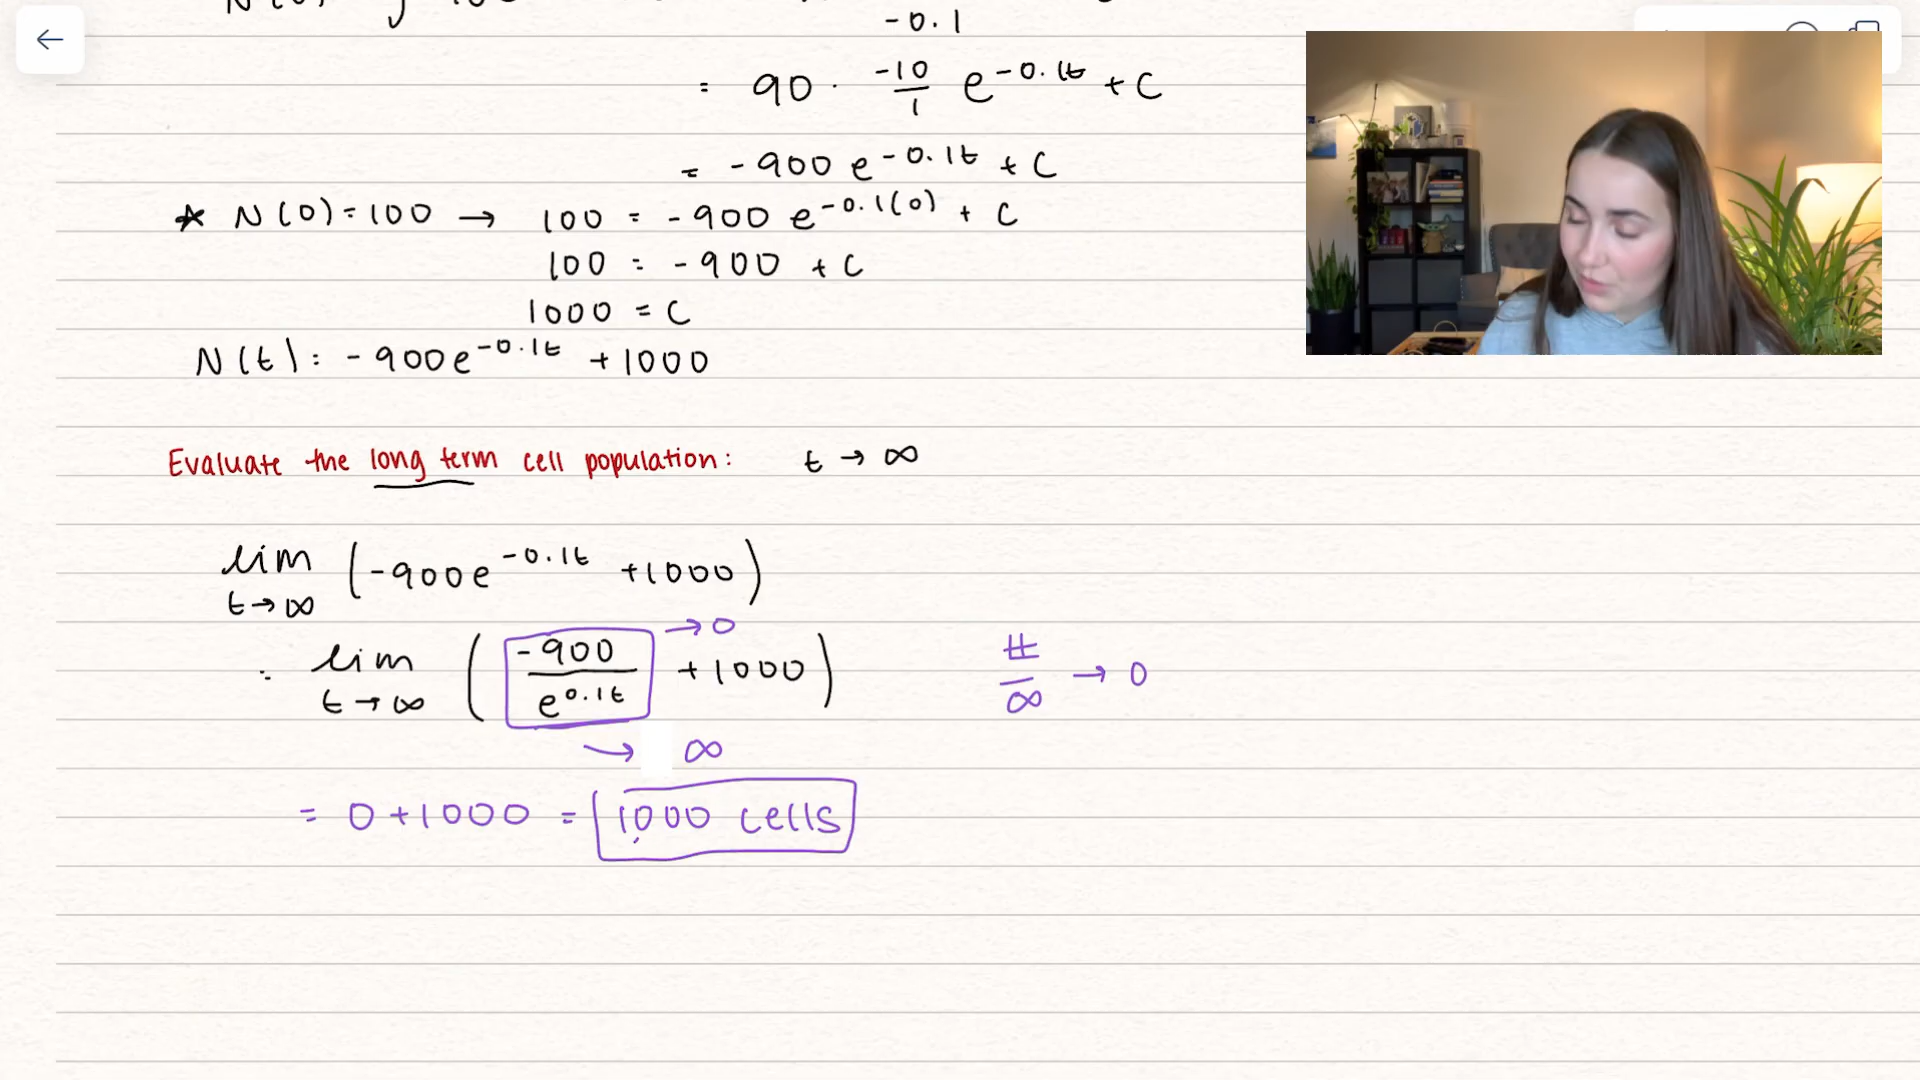 -0.1
= 90 · -10/1 e^-0.1t + C
= -900 e^-0.1t + C
* N(0) = 100 → 100 = -900 e^-0.1(0) + C
100 = -900 + C
1000 = C
N(t) = -900e^-0.1t + 1000
Evaluate the long term cell population: t → ∞
lim t→∞ (-900e^-0.1t + 1000)
= lim t→∞ (-900/e^0.1t + 1000) → 0 #/∞ → 0
→ ∞
= 0 + 1000 = 1,000 cells